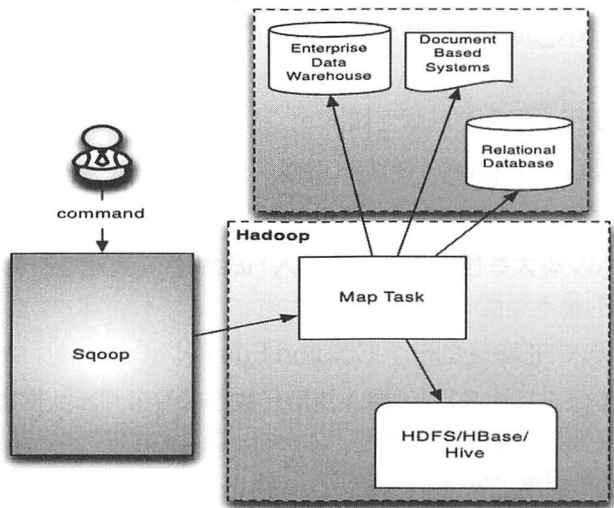 Enterprise
Data
Warehouse
Document
Based
Systems
Relational
Database
command
Hadoop
Map Task
Sqoop
HDFS/HBase/
Hive